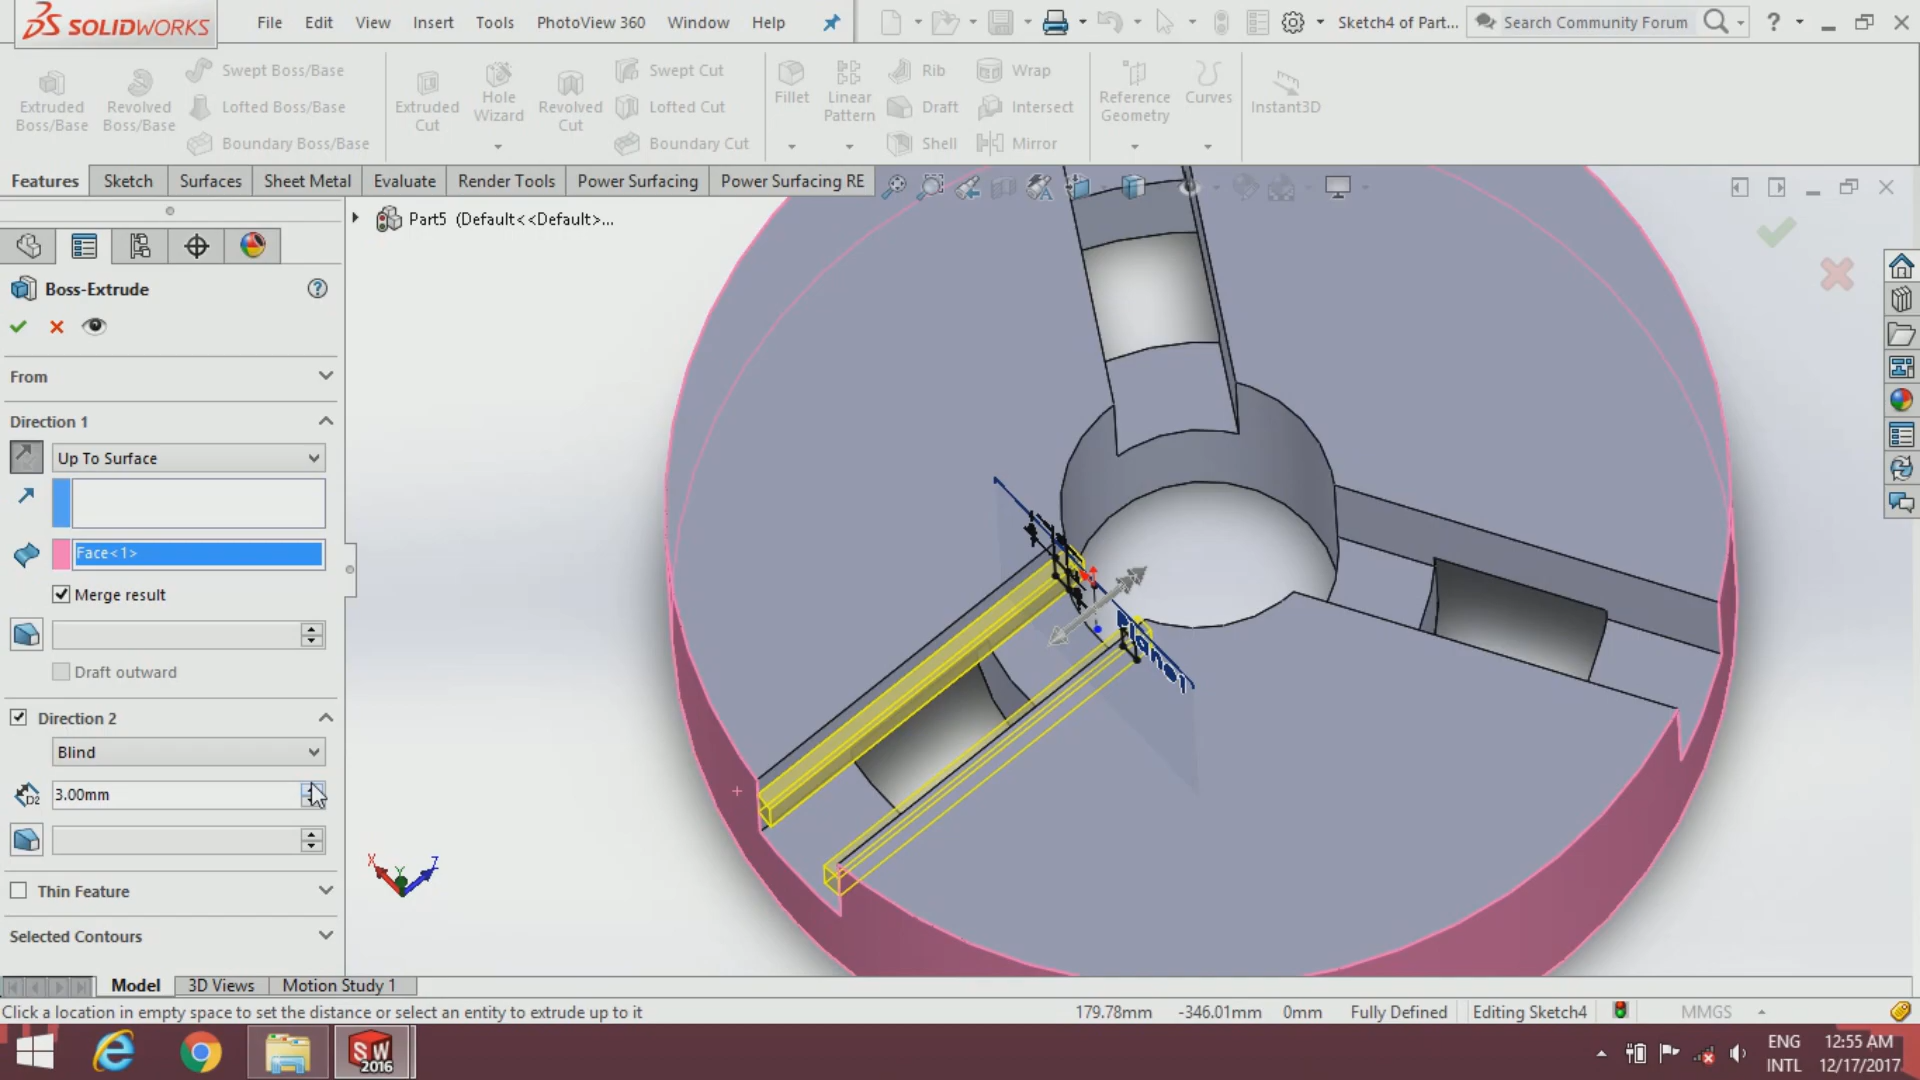 SOLIDWORKS
File Edit View Insert Tools PhotoView 360 Window Help
Sketch4 of Part... Search Community Forum
Extruded Boss/Base
Revolved Boss/Base
Swept Boss/Base
Lofted Boss/Base
Boundary Boss/Base
Extruded Cut
Hole Wizard
Revolved Cut
Swept Cut
Lofted Cut
Boundary Cut
Fillet
Linear Pattern
Rib
Draft
Shell
Wrap
Intersect
Mirror
Reference Geometry
Curves
Instant3D
Features Sketch Surfaces Sheet Metal Evaluate Render Tools Power Surfacing Power Surfacing RE
Part5 (Default<<Default>...
Boss-Extrude
From
Direction 1
Up To Surface
Face<1>
Merge result
Draft outward
Direction 2
Blind
D2 3.00mm
Thin Feature
Selected Contours
Plane1
X Y Z
Model 3D Views Motion Study 1
Click a location in empty space to set the distance or select an entity to extrude up to it
179.78mm -346.01mm 0mm Fully Defined Editing Sketch4 MMGS
SW 2016
ENG INTL
12:55 AM
12/17/2017